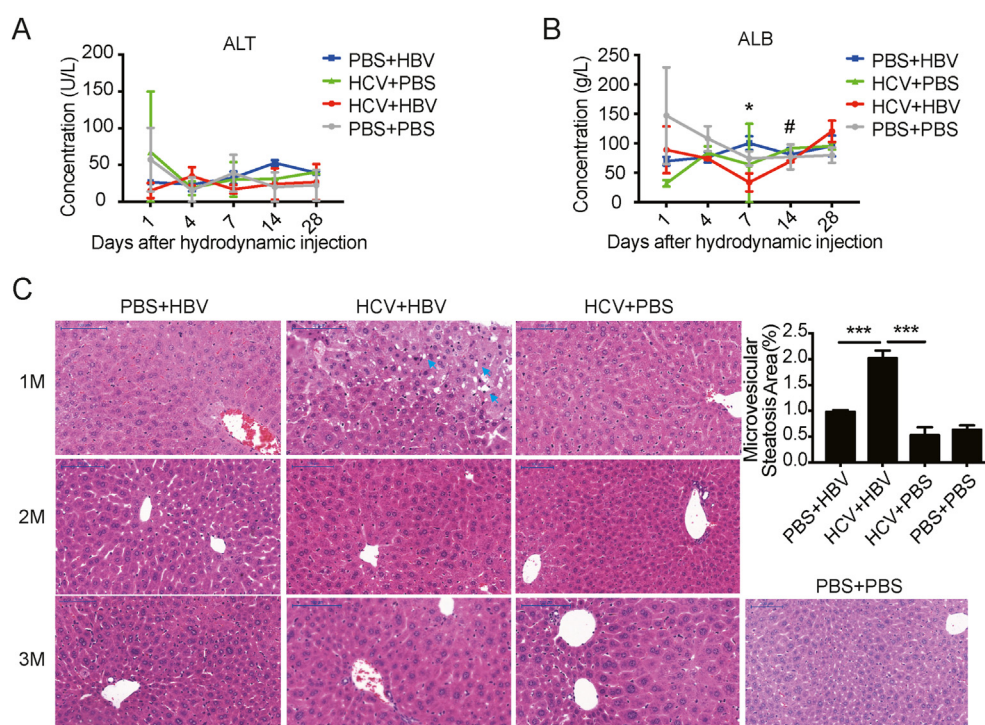 A
ALT
Concentration (U/L)
200
150
100
50
0
1
4
7
14
28
Days after hydrodynamic injection
PBS+HBV
HCV+PBS
HCV+HBV
PBS+PBS
B
ALB
Concentration (g/L)
250
200
150
100
50
0
*
#
1
4
7
14
28
Days after hydrodynamic injection
PBS+HBV
HCV+PBS
HCV+HBV
PBS+PBS
C
PBS+HBV
HCV+HBV
HCV+PBS
1M
2M
3M
Microvesicular
Steatosis Area(%)
2.5
2.0
1.5
1.0
0.5
0.0
*** ***
PBS+HBV
HCV+HBV
HCV+PBS
PBS+PBS
PBS+PBS